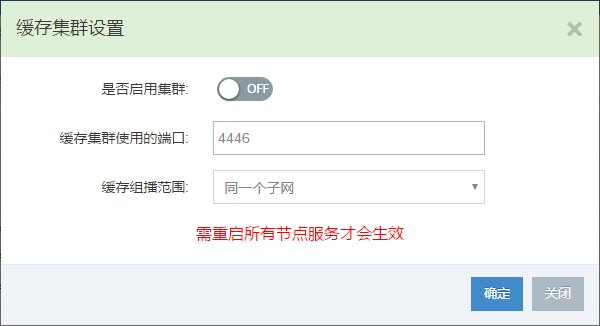 缓存集群设置
是否启用集群: OFF
缓存集群使用的端口: 4446
缓存组播范围: 同一个子网
需重启所有节点服务才会生效
确定 关闭